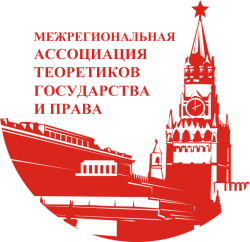 МЕЖРЕГИОНАЛЬНАЯ
АССОЦИАЦИЯ
ТЕОРЕТИКОВ
ГОСУДАРСТВА
И ПРАВА